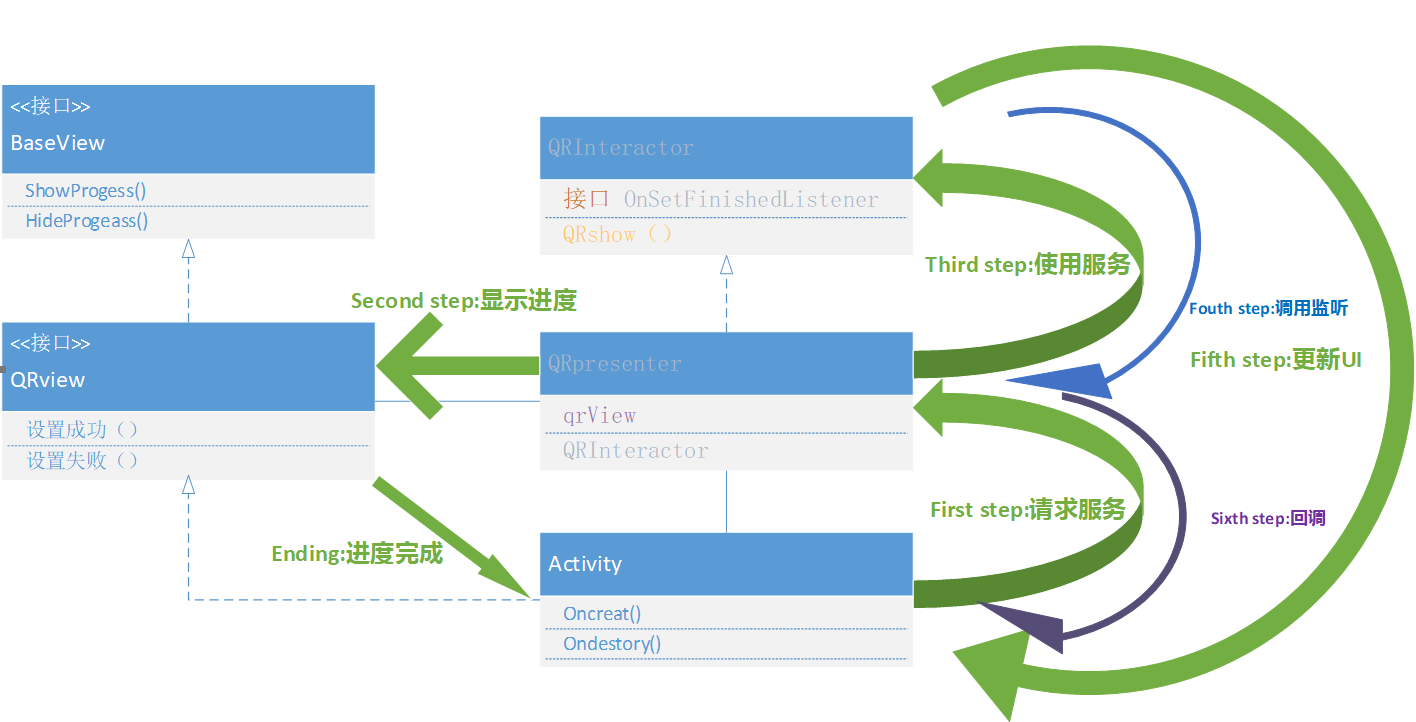 <<接口>>
BaseView
ShowProgess()
HideProgeass()
<<接口>>
QRview
设置成功（）
设置失败（）
QRInteractor
接口 OnSetFinishedListener
QRshow（）
QRpresenter
qrView
QRInteractor
Activity
Oncreat()
Ondestory()
Second step:显示进度
Ending:进度完成
Third step:使用服务
First step:请求服务
Fouth step:调用监听
Fifth step:更新UI
Sixth step:回调